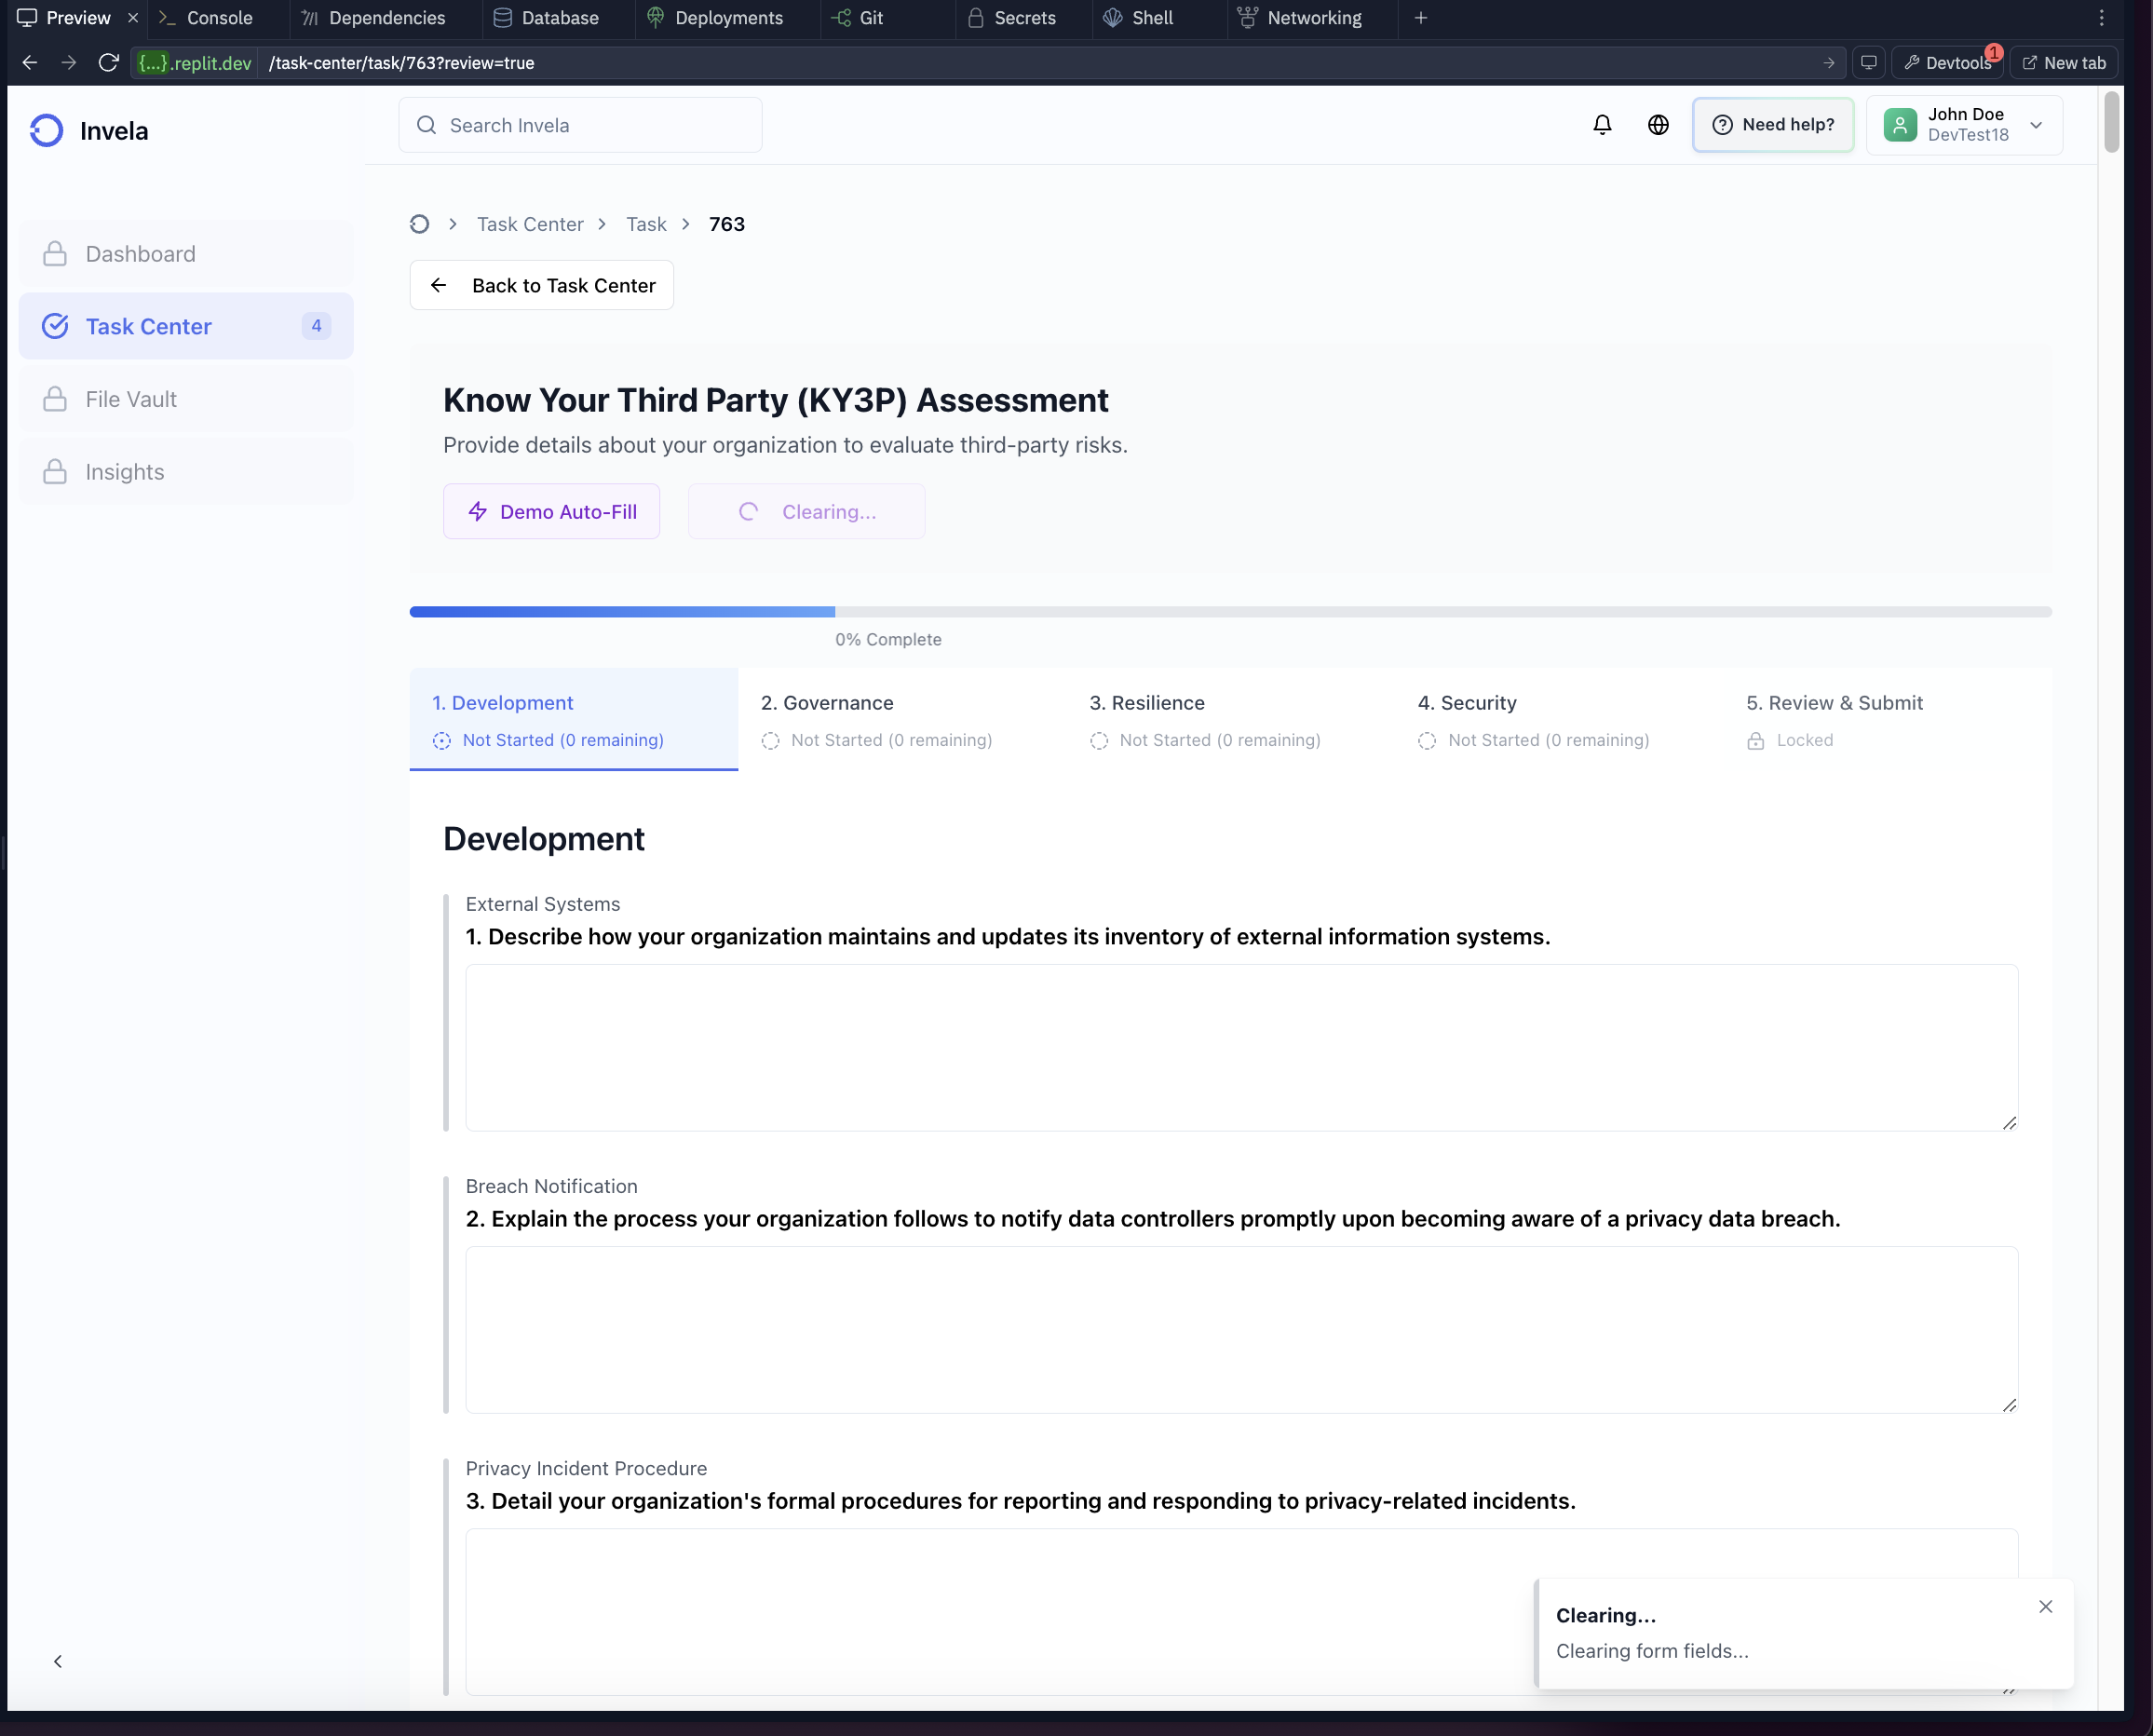 Preview
Console
Dependencies
Database
Deployments
Git
Secrets
Shell
Networking
{...}.replit.dev
/task-center/task/763?review=true
Devtools
1
New tab
Invela
Search Invela
Need help?
John Doe
DevTest18
Dashboard
Task Center
4
File Vault
Insights
Task Center
Task
763
Back to Task Center
Know Your Third Party (KY3P) Assessment
Provide details about your organization to evaluate third-party risks.
Demo Auto-Fill
Clearing...
0% Complete
1. Development
Not Started (0 remaining)
2. Governance
Not Started (0 remaining)
3. Resilience
Not Started (0 remaining)
4. Security
Not Started (0 remaining)
5. Review & Submit
Locked
Development
External Systems
1. Describe how your organization maintains and updates its inventory of external information systems.
Breach Notification
2. Explain the process your organization follows to notify data controllers promptly upon becoming aware of a privacy data breach.
Privacy Incident Procedure
3. Detail your organization's formal procedures for reporting and responding to privacy-related incidents.
Clearing...
Clearing form fields...